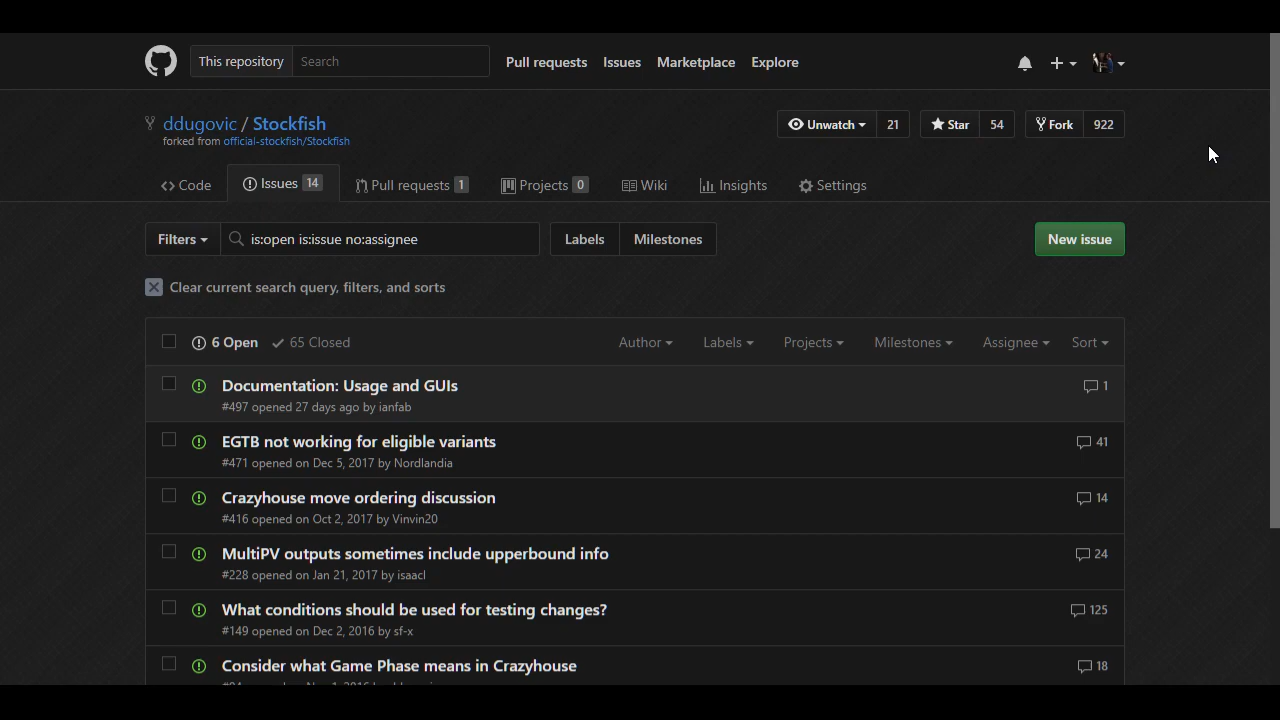 This repository Search Pull requests Issues Marketplace Explore
ddugovic / Stockfish
Unwatch 21 Star 54 Fork 922
forked from official-stockfish/Stockfish
Code Issues 14 Pull requests 1 Projects 0 Wiki Insights Settings
Filters is:open is:issue no:assignee Labels Milestones New issue
Clear current search query, filters, and sorts
6 Open 65 Closed Author Labels Projects Milestones Assignee Sort
Documentation: Usage and GUIs 1
#497 opened 27 days ago by ianfab
EGTB not working for eligible variants 41
#471 opened on Dec 5, 2017 by Nordlandia
Crazyhouse move ordering discussion 14
#416 opened on Oct 2, 2017 by Vinvin20
MultiPV outputs sometimes include upperbound info 24
#228 opened on Jan 21, 2017 by isaacl
What conditions should be used for testing changes? 125
#149 opened on Dec 2, 2016 by sf-x
Consider what Game Phase means in Crazyhouse 18